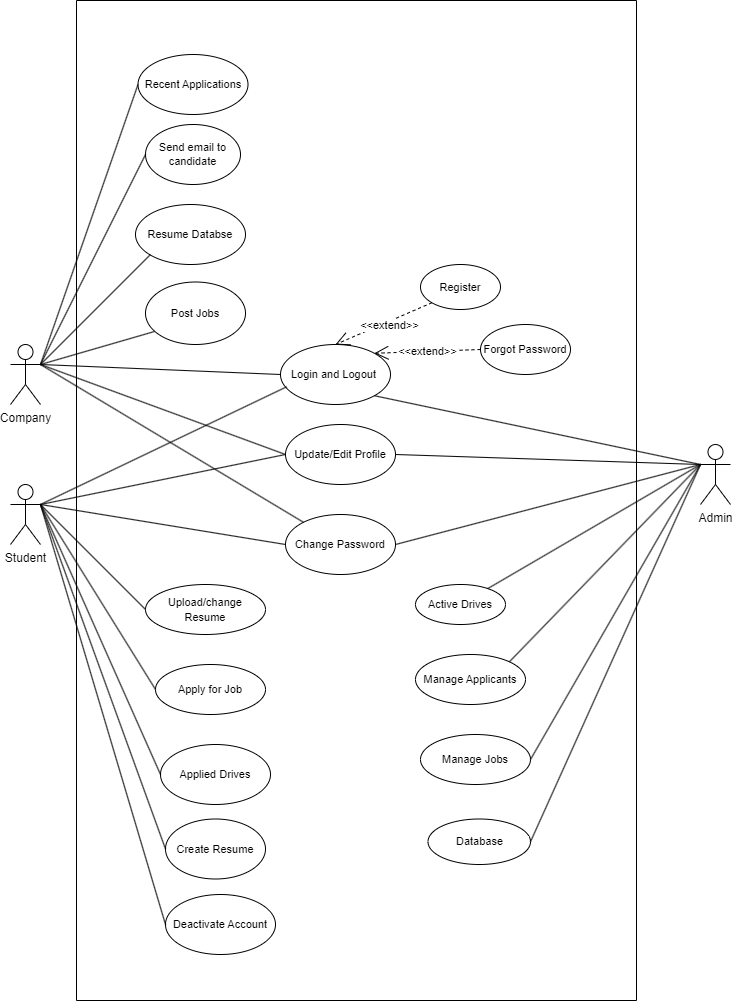 Recent Applications
Send email to
candidate
Resume Databse
Register
Post Jobs
<<extend>>
Forgot Password
<<extend>>
Login and Logout
Company
Update/Edit Profile
Admin
Change Password
Student
Upload/change
Resume
Active Drives
Manage Applicants
Apply for Job
Manage Jobs
Applied Drives
Database
Create Resume
Deactivate Account